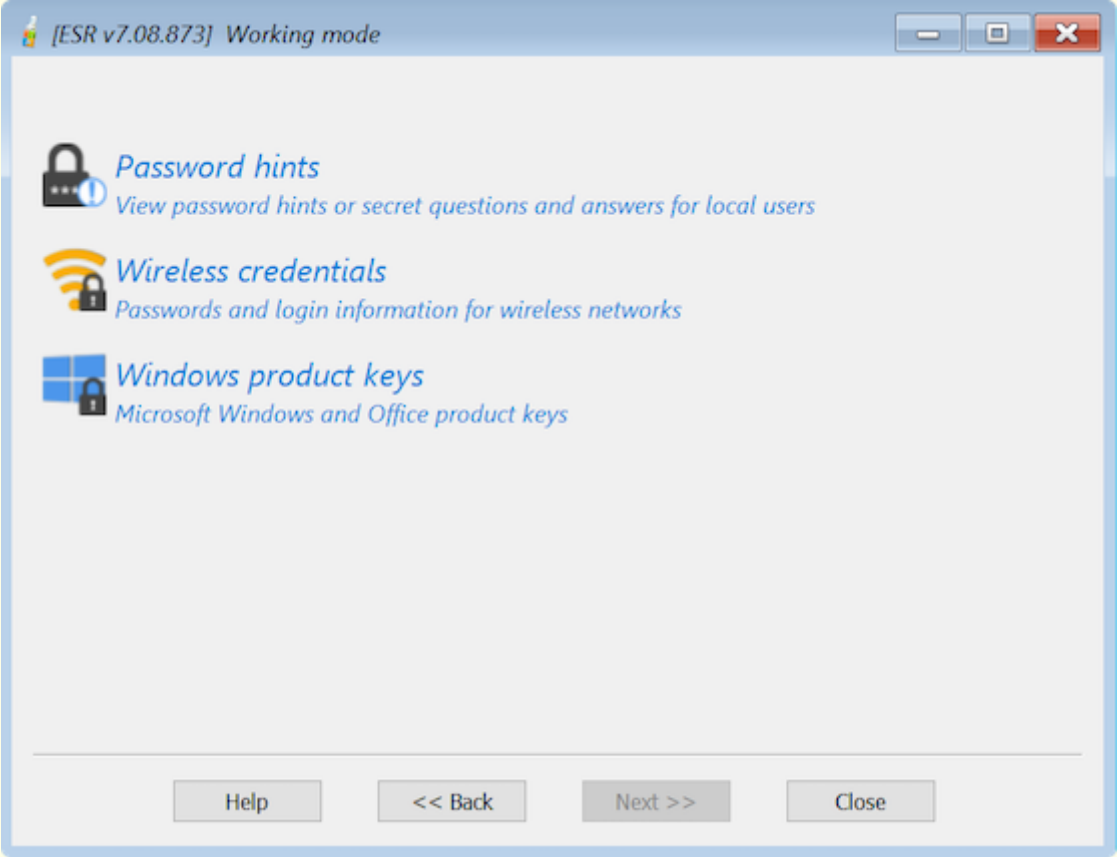 [ESR v7.08.873] Working mode
Password hints
View password hints or secret questions and answers for local users
Wireless credentials
Passwords and login information for wireless networks
Windows product keys
Microsoft Windows and Office product keys
Help
<< Back
Next >>
Close